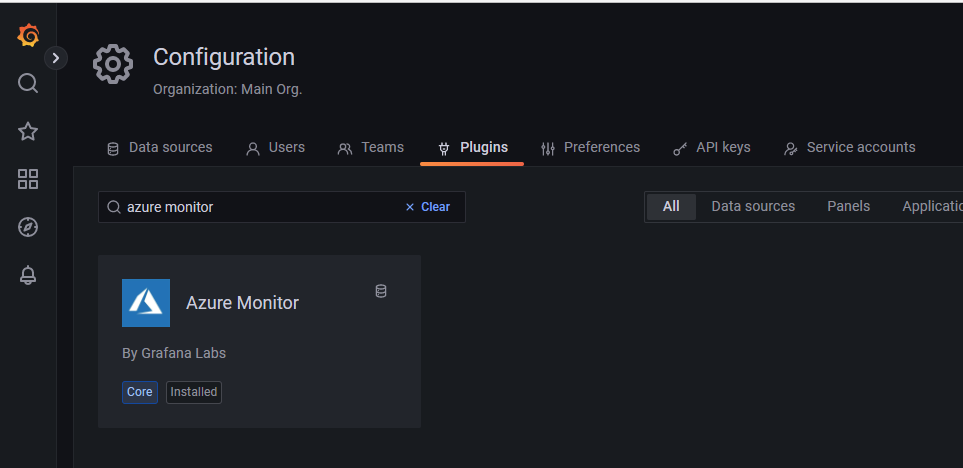 Configuration
Organization: Main Org.
Data sources Users Teams Plugins Preferences API keys Service accounts
azure monitor Clear All Data sources Panels
Azure Monitor
By Grafana Labs
Core Installed